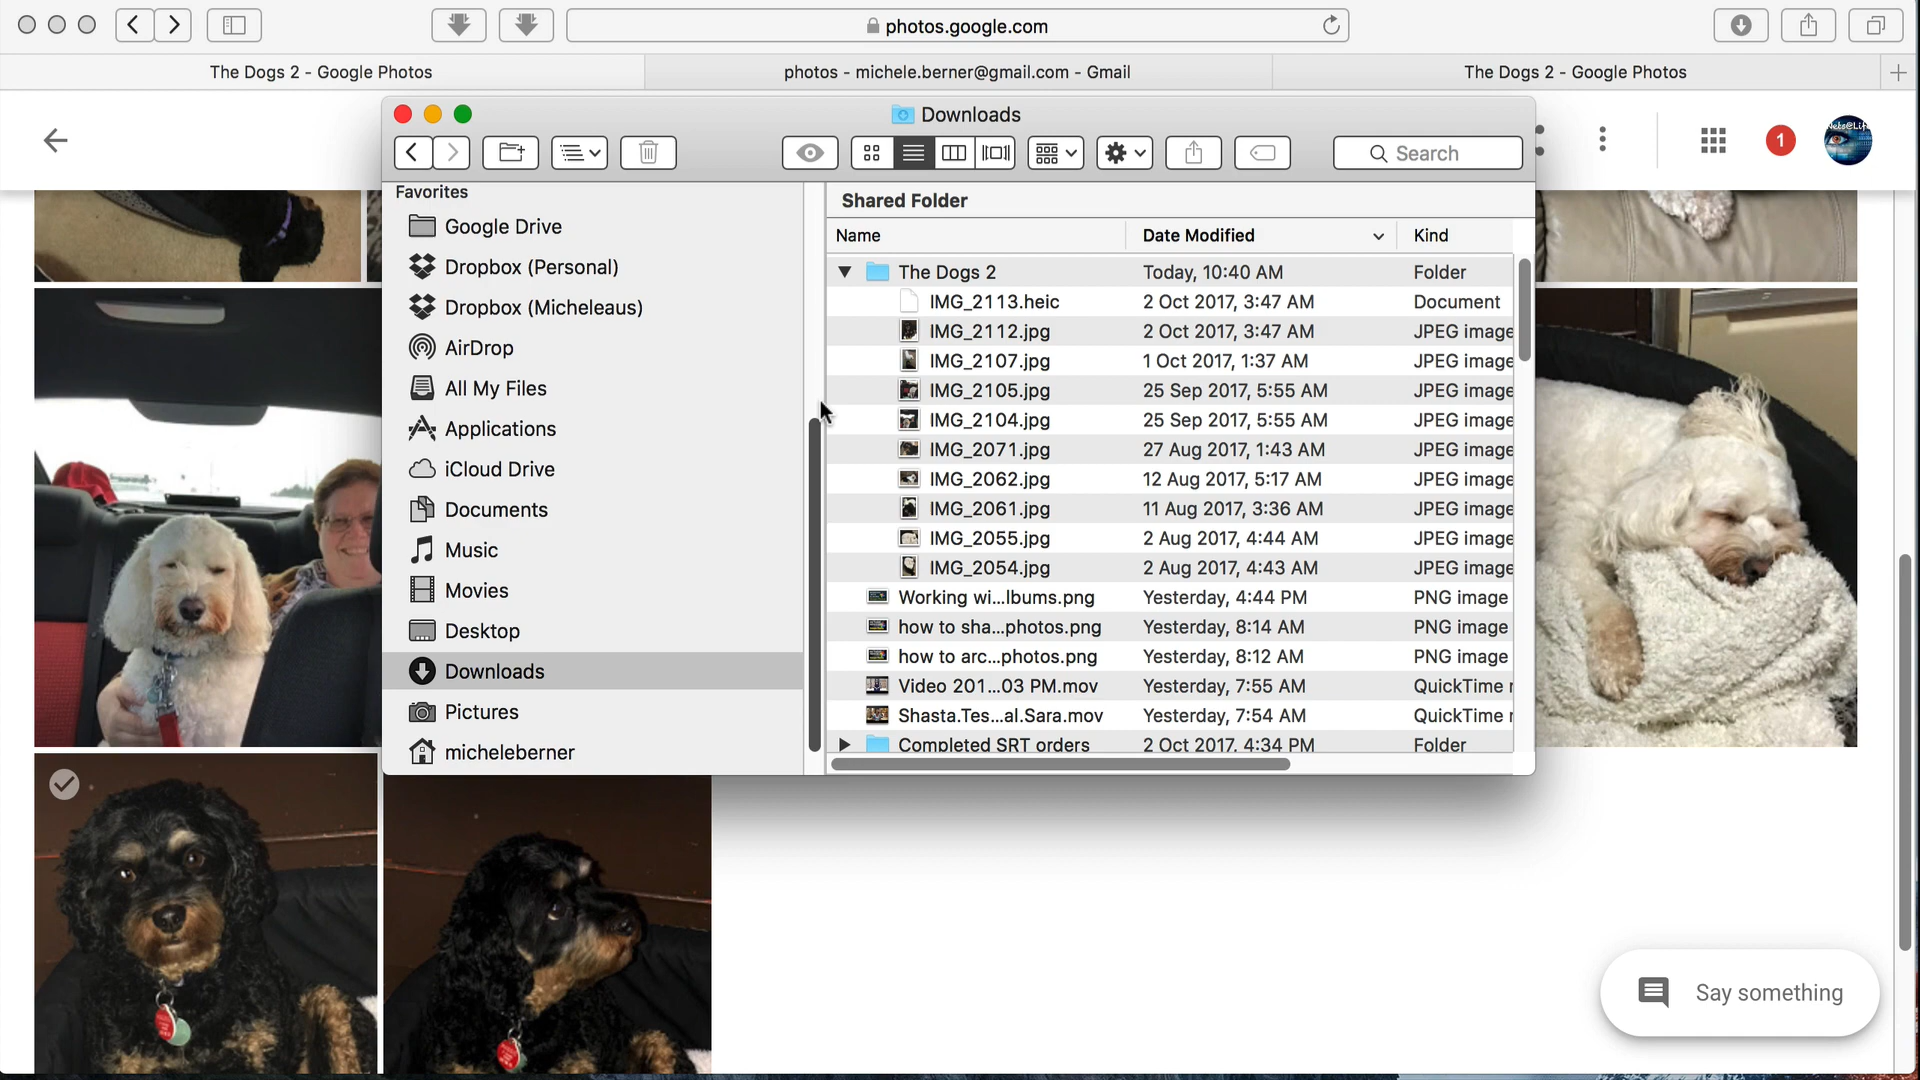 photos.google.com
The Dogs 2 - Google Photos
photos - michele.berner@gmail.com - Gmail
The Dogs 2 - Google Photos
Downloads
Search
1
Favorites
Google Drive
Dropbox (Personal)
Dropbox (Micheleaus)
AirDrop
All My Files
Applications
iCloud Drive
Documents
Music
Movies
Desktop
Downloads
Pictures
micheleberner
Shared Folder
Name Date Modified Kind
The Dogs 2 Today, 10:40 AM Folder
IMG_2113.heic 2 Oct 2017, 3:47 AM Document
IMG_2112.jpg 2 Oct 2017, 3:47 AM JPEG image
IMG_2107.jpg 1 Oct 2017, 1:37 AM JPEG image
IMG_2105.jpg 25 Sep 2017, 5:55 AM JPEG image
IMG_2104.jpg 25 Sep 2017, 5:55 AM JPEG image
IMG_2071.jpg 27 Aug 2017, 1:43 AM JPEG image
IMG_2062.jpg 12 Aug 2017, 5:17 AM JPEG image
IMG_2061.jpg 11 Aug 2017, 3:36 AM JPEG image
IMG_2055.jpg 2 Aug 2017, 4:44 AM JPEG image
IMG_2054.jpg 2 Aug 2017, 4:43 AM JPEG image
Working wi...lbums.png Yesterday, 4:44 PM PNG image
how to sha...photos.png Yesterday, 8:14 AM PNG image
how to arc...photos.png Yesterday, 8:12 AM PNG image
Video 201...03 PM.mov Yesterday, 7:55 AM QuickTime
Shasta.Tes...al.Sara.mov Yesterday, 7:54 AM QuickTime
Completed SRT orders 2 Oct 2017, 4:34 PM Folder
Say something